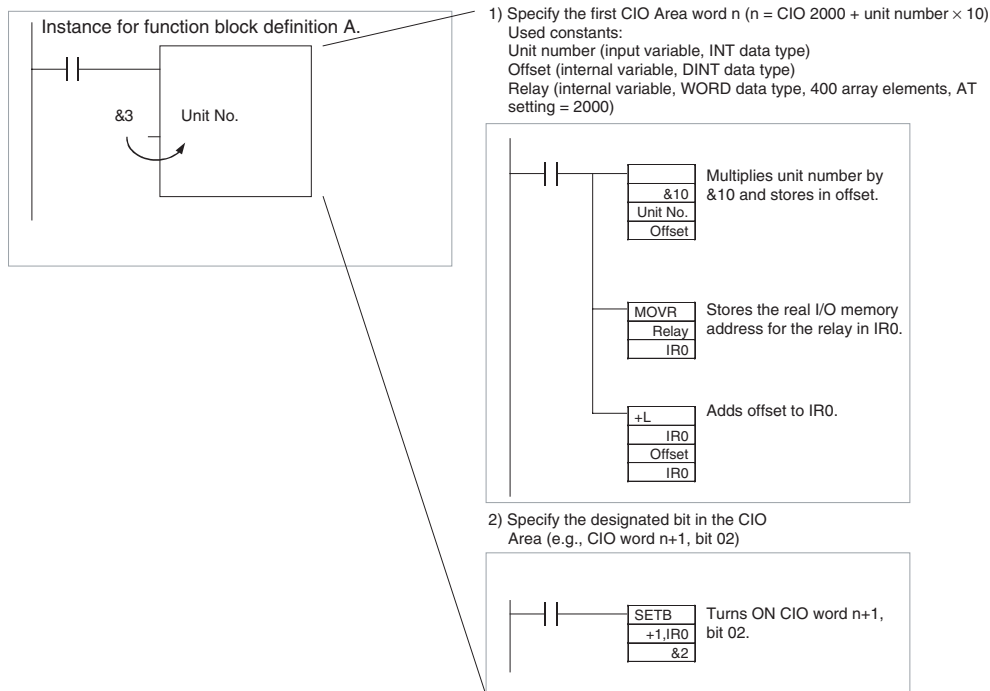 Instance for function block definition A.
&3
Unit No.
1) Specify the first CIO Area word n (n = CIO 2000 + unit number × 10)
Used constants:
Unit number (input variable, INT data type)
Offset (internal variable, DINT data type)
Relay (internal variable, WORD data type, 400 array elements, AT
setting = 2000)
&10
Unit No.
Offset
Multiplies unit number by
&10 and stores in offset.
MOVR
Relay
IR0
Stores the real I/O memory
address for the relay in IR0.
+L
IR0
Offset
IR0
Adds offset to IR0.
2) Specify the designated bit in the CIO
Area (e.g., CIO word n+1, bit 02)
SETB
+1,IR0
&2
Turns ON CIO word n+1,
bit 02.